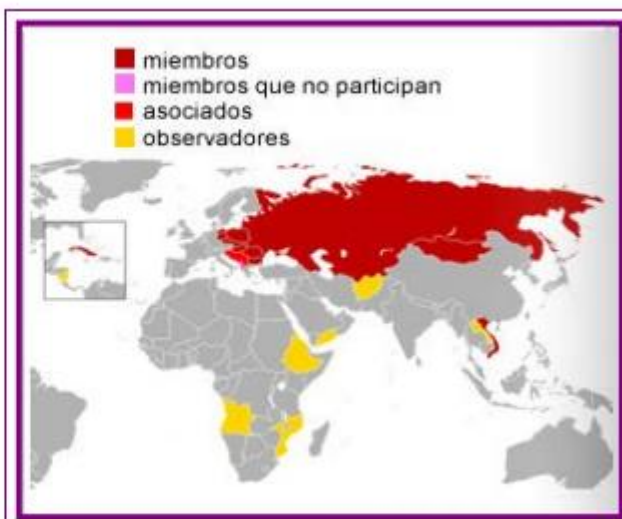 miembros
miembros que no participan
asociados
observadores